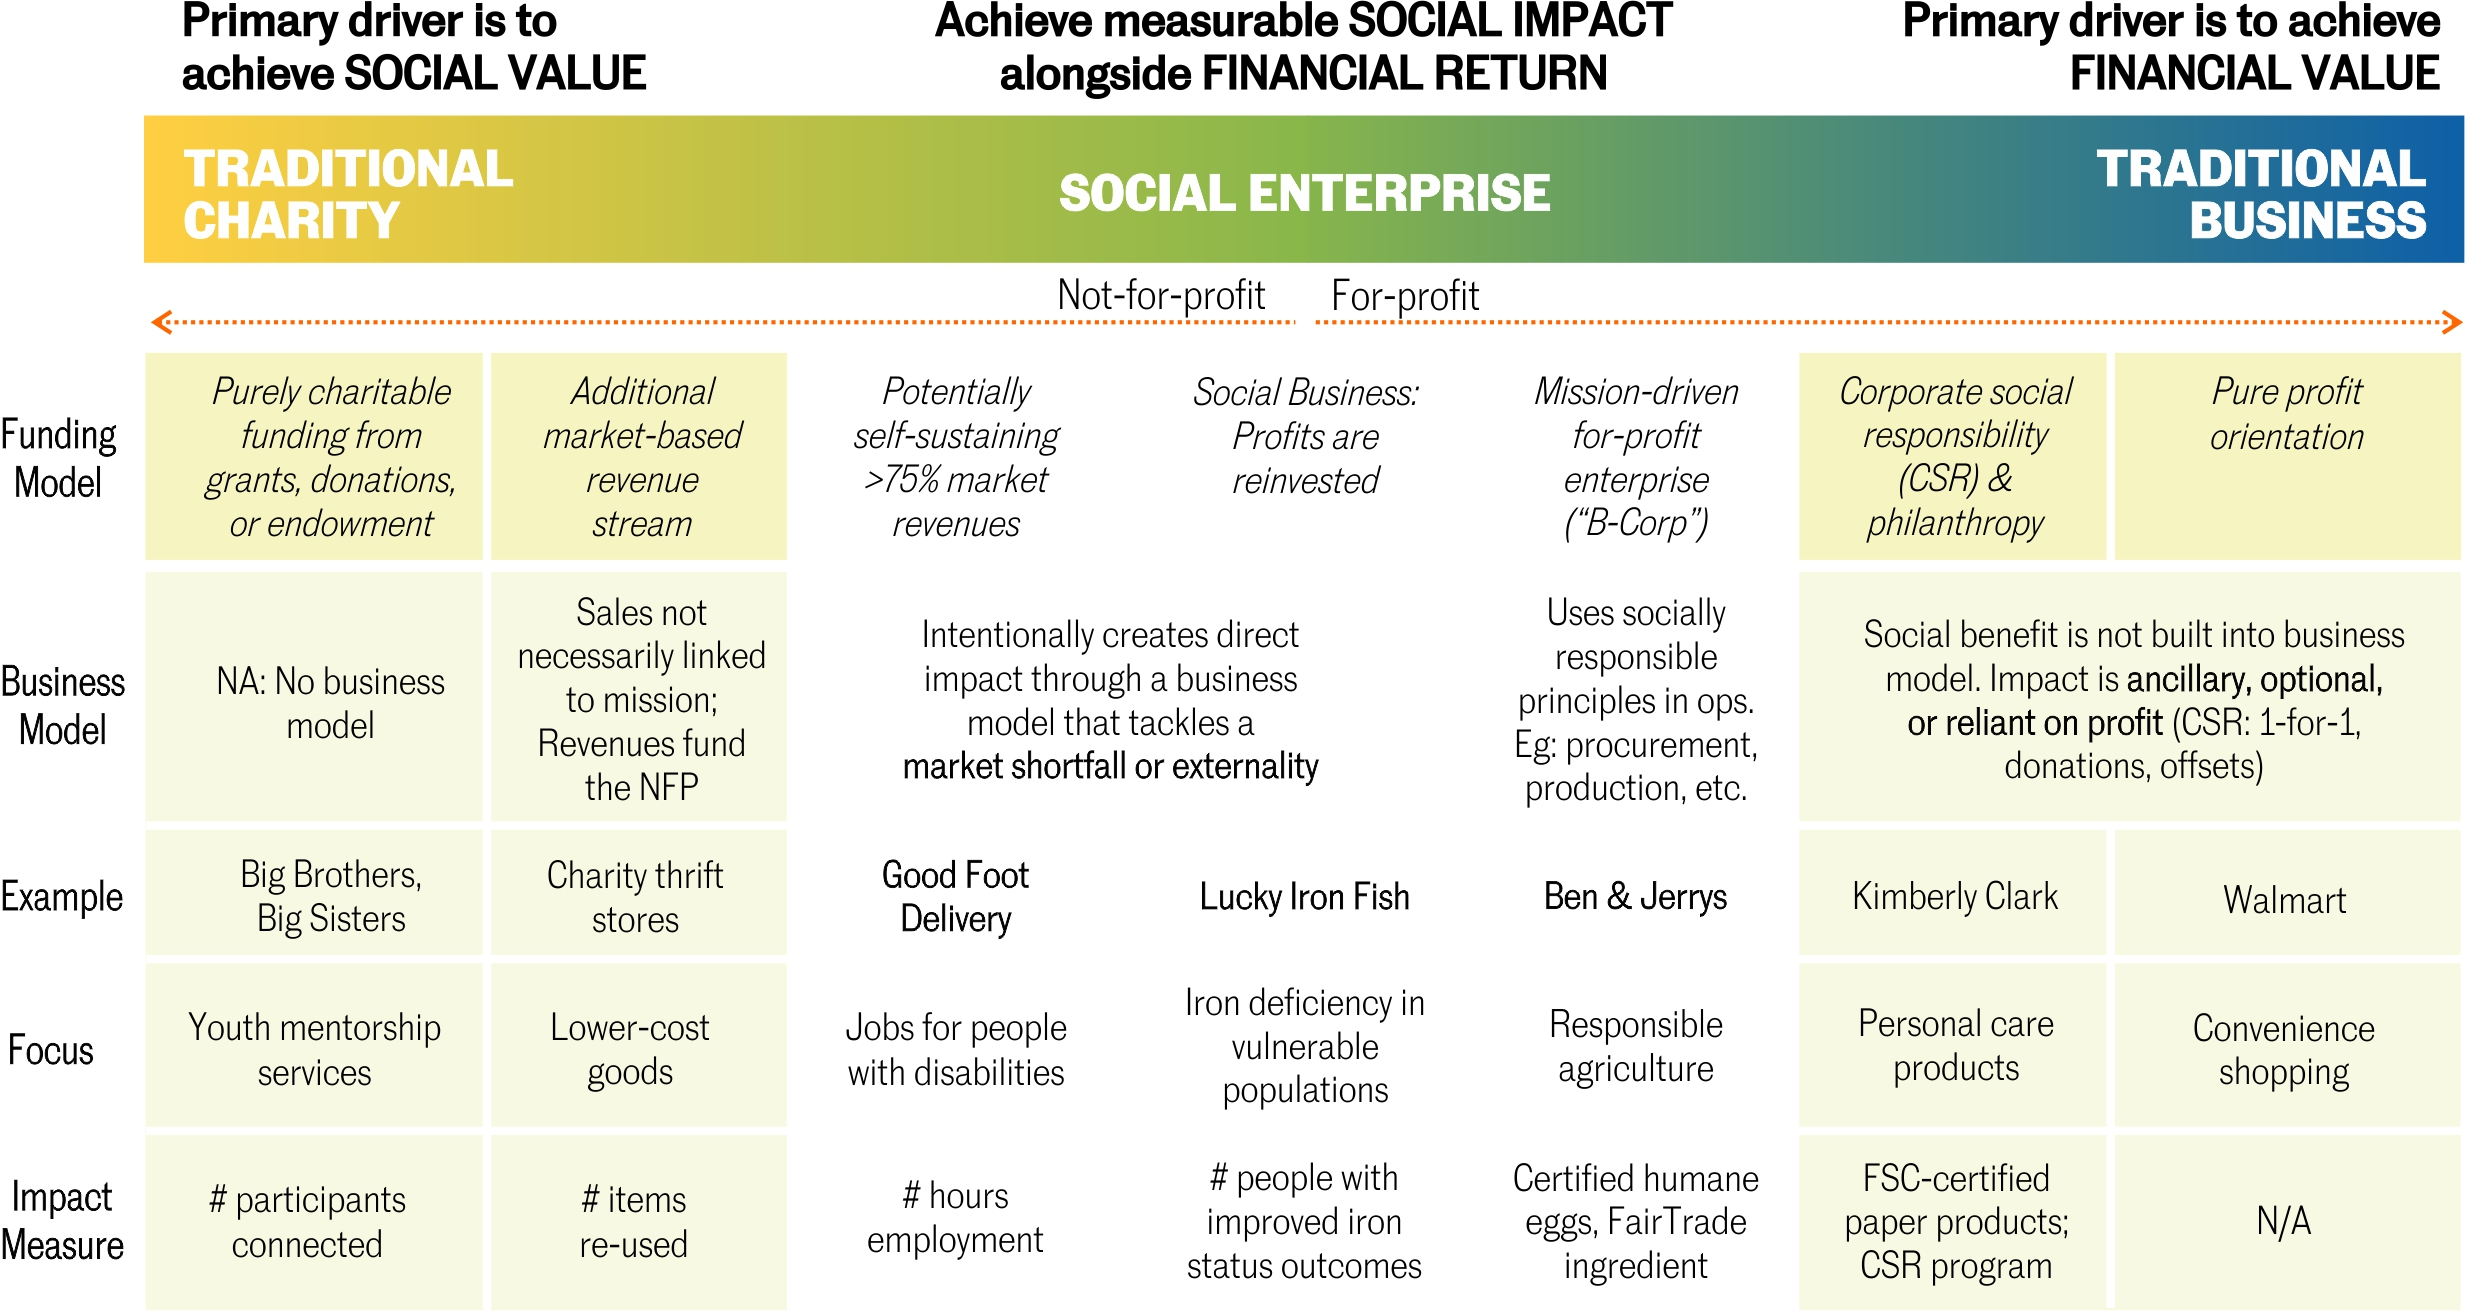 Primary driver is to
achieve SOCIAL VALUE
Achieve measurable SOCIAL IMPACT
alongside FINANCIAL RETURN
Primary driver is to achieve
FINANCIAL VALUE
TRADITIONAL
CHARITY
SOCIAL ENTERPRISE
TRADITIONAL
BUSINESS
Not-for-profit
For-profit
Funding
Model
Purely charitable
funding from
grants, donations,
or endowment
Additional
market-based
revenue
stream
Potentially
self-sustaining
>75% market
revenues
Social Business:
Profits are
reinvested
Mission-driven
for-profit
enterprise
(“B-Corp”)
Corporate social
responsibility
(CSR) &
philanthropy
Pure profit
orientation
Business
Model
NA: No business
model
Sales not
necessarily linked
to mission;
Revenues fund
the NFP
Intentionally creates direct
impact through a business
model that tackles a
market shortfall or externality
Uses socially
responsible
principles in ops.
Eg: procurement,
production, etc.
Social benefit is not built into business
model. Impact is ancillary, optional,
or reliant on profit (CSR: 1-for-1,
donations, offsets)
Example
Big Brothers,
Big Sisters
Charity thrift
stores
Good Foot
Delivery
Lucky Iron Fish
Ben & Jerrys
Kimberly Clark
Walmart
Focus
Youth mentorship
services
Lower-cost
goods
Jobs for people
with disabilities
Iron deficiency in
vulnerable
populations
Responsible
agriculture
Personal care
products
Convenience
shopping
Impact
Measure
# participants
connected
# items
re-used
# hours
employment
# people with
improved iron
status outcomes
Certified humane
eggs, FairTrade
ingredient
FSC-certified
paper products;
CSR program
N/A